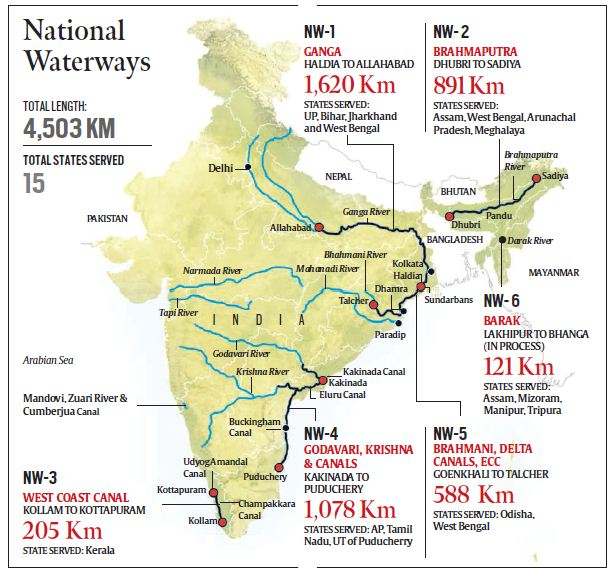 National
Waterways
TOTAL LENGTH:
4,503 KM
TOTAL STATES SERVED
15
NW-1
GANGA
HALDIA TO ALLAHABAD
1,620 Km
STATES SERVED:
UP, Bihar, Jharkhand
and West Bengal
NW- 2
BRAHMAPUTRA
DHUBRI TO SADIYA
891 Km
STATES SERVED:
Assam, West Bengal, Arunachal
Pradesh, Meghalaya
Brahmaputra
River
Sadiya
Delhi
NEPAL
BHUTAN
PAKISTAN
Ganga River
Pandu
Dhubri
Allahabad
BANGLADESH
Darak River
Bhahmani River
Kolkata
Narmada River
Mahanadi River
Haldia
MYANMAR
Dhamra
Talcher
Sundarbans
Tapi River
INDIA
Paradip
NW- 6
BARAK
LAKHIPUR TO BHANGA
(IN PROCESS)
121 Km
STATES SERVED:
Assam, Mizoram,
Manipur, Tripura
Arabian Sea
Godavari River
Krishna River
Kakinada Canal
Kakinada
Eluru Canal
Mandovi, Zuari River &
Cumberjua Canal
Buckingham
Canal
NW-4
GODAVARI, KRISHNA
& CANALS
KAKINADA TO
PUDUCHERY
1,078 Km
STATES SERVED: AP, Tamil
Nadu, UT of Puducherry
NW-5
BRAHMANI, DELTA
CANALS, ECC
GOENKHALI TO TALCHER
588 Km
STATES SERVED: Odisha,
West Bengal
Udyog Amandal
Canal
Puduchery
Kottapuram
Champakkara
Canal
Kollam
NW-3
WEST COAST CANAL
KOLLAM TO KOTTAPURAM
205 Km
STATE SERVED: Kerala